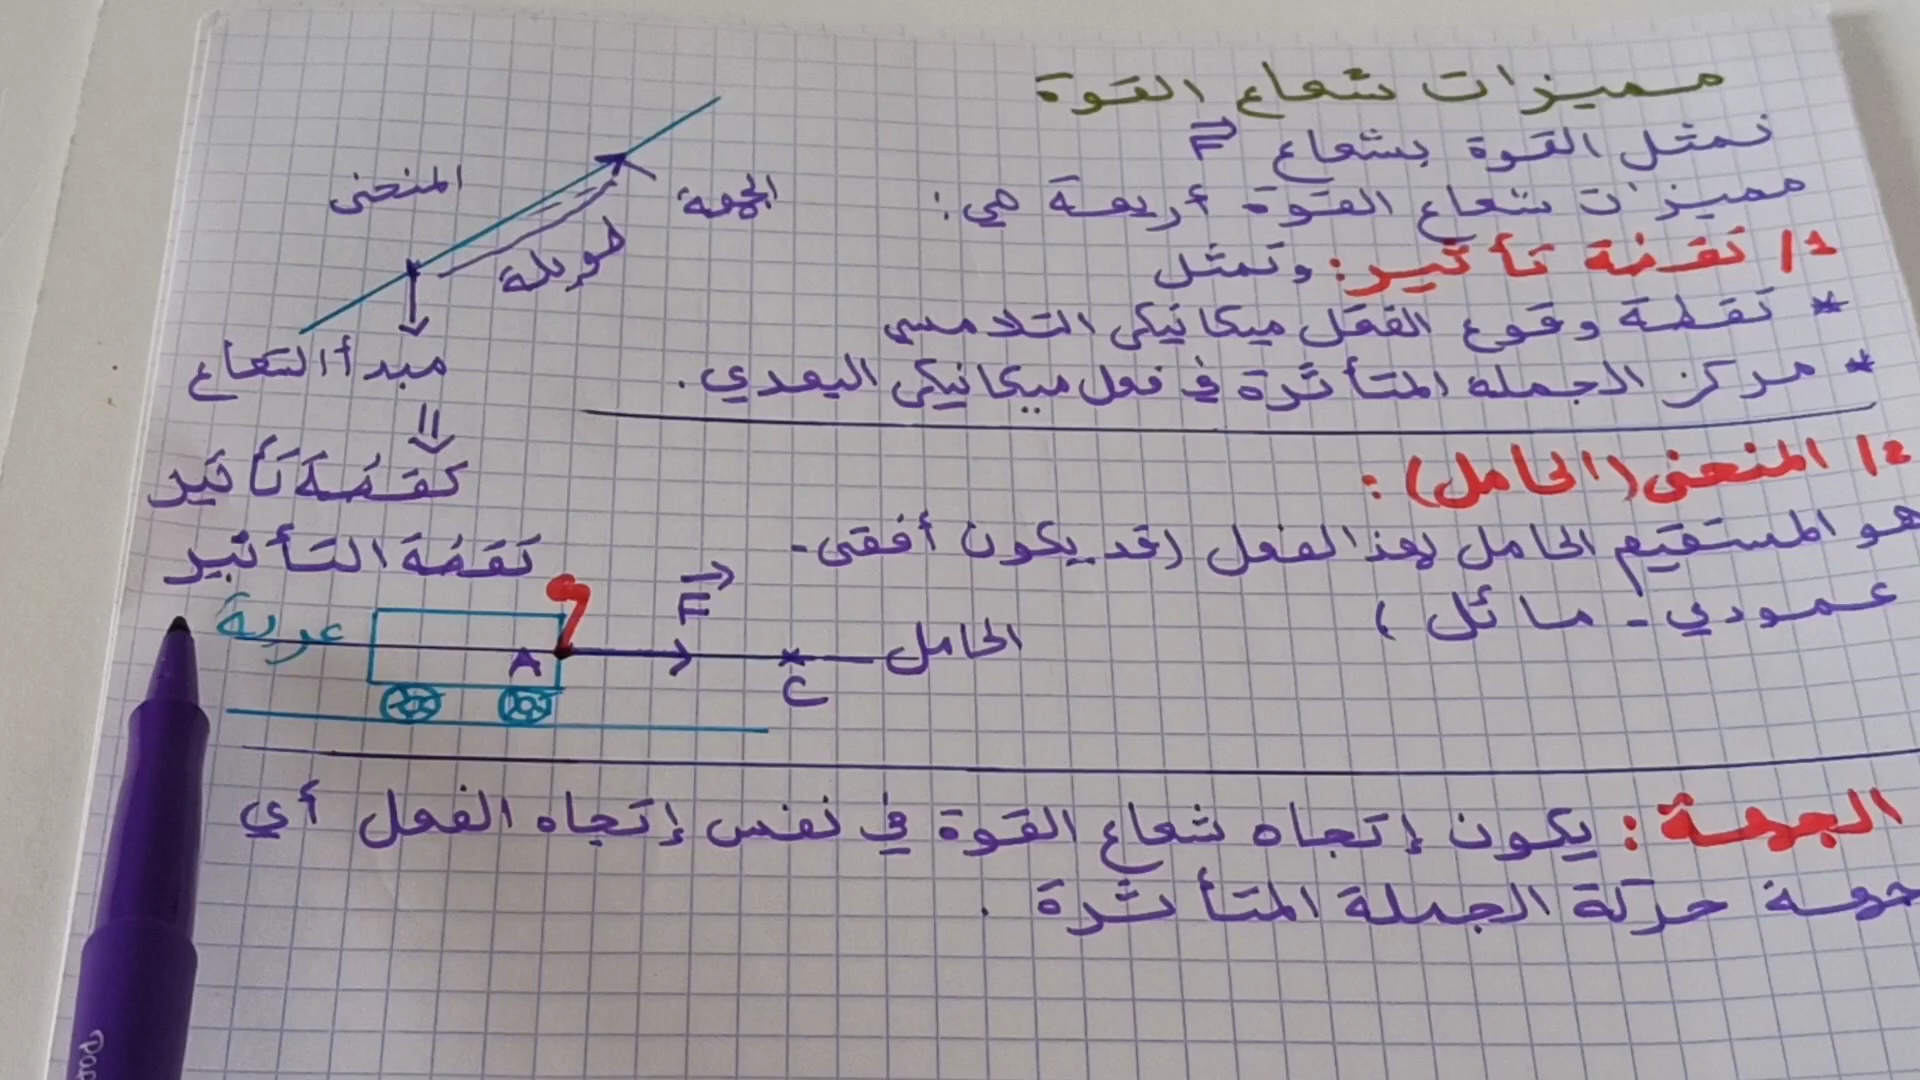 مميزات شعاع القوة
نمثل القوة بشعاع F
مميزات شعاع القوة أربعة هي:
1/ نقطة تأثير: وتمثل
* نقطة وقوع الفعل ميكانيكي التلامسي
* مركز الجملة المتأثرة في فعل ميكانيكي البعدي.
2/ المنحنى (الحامل):
هو المستقيم الحامل لهذا الفعل (قد يكون أفقي-
عمودي - مائل)
المنحنى
الجهة
طويلة
مبدأ الشعاع
نقطة تأثير
نقطة التأثير
عربة
A
F
C
الحامل
الجهة: يكون إتجاه شعاع القوة في نفس إتجاه الفعل أي
جهة حركة الجملة المتأثرة.